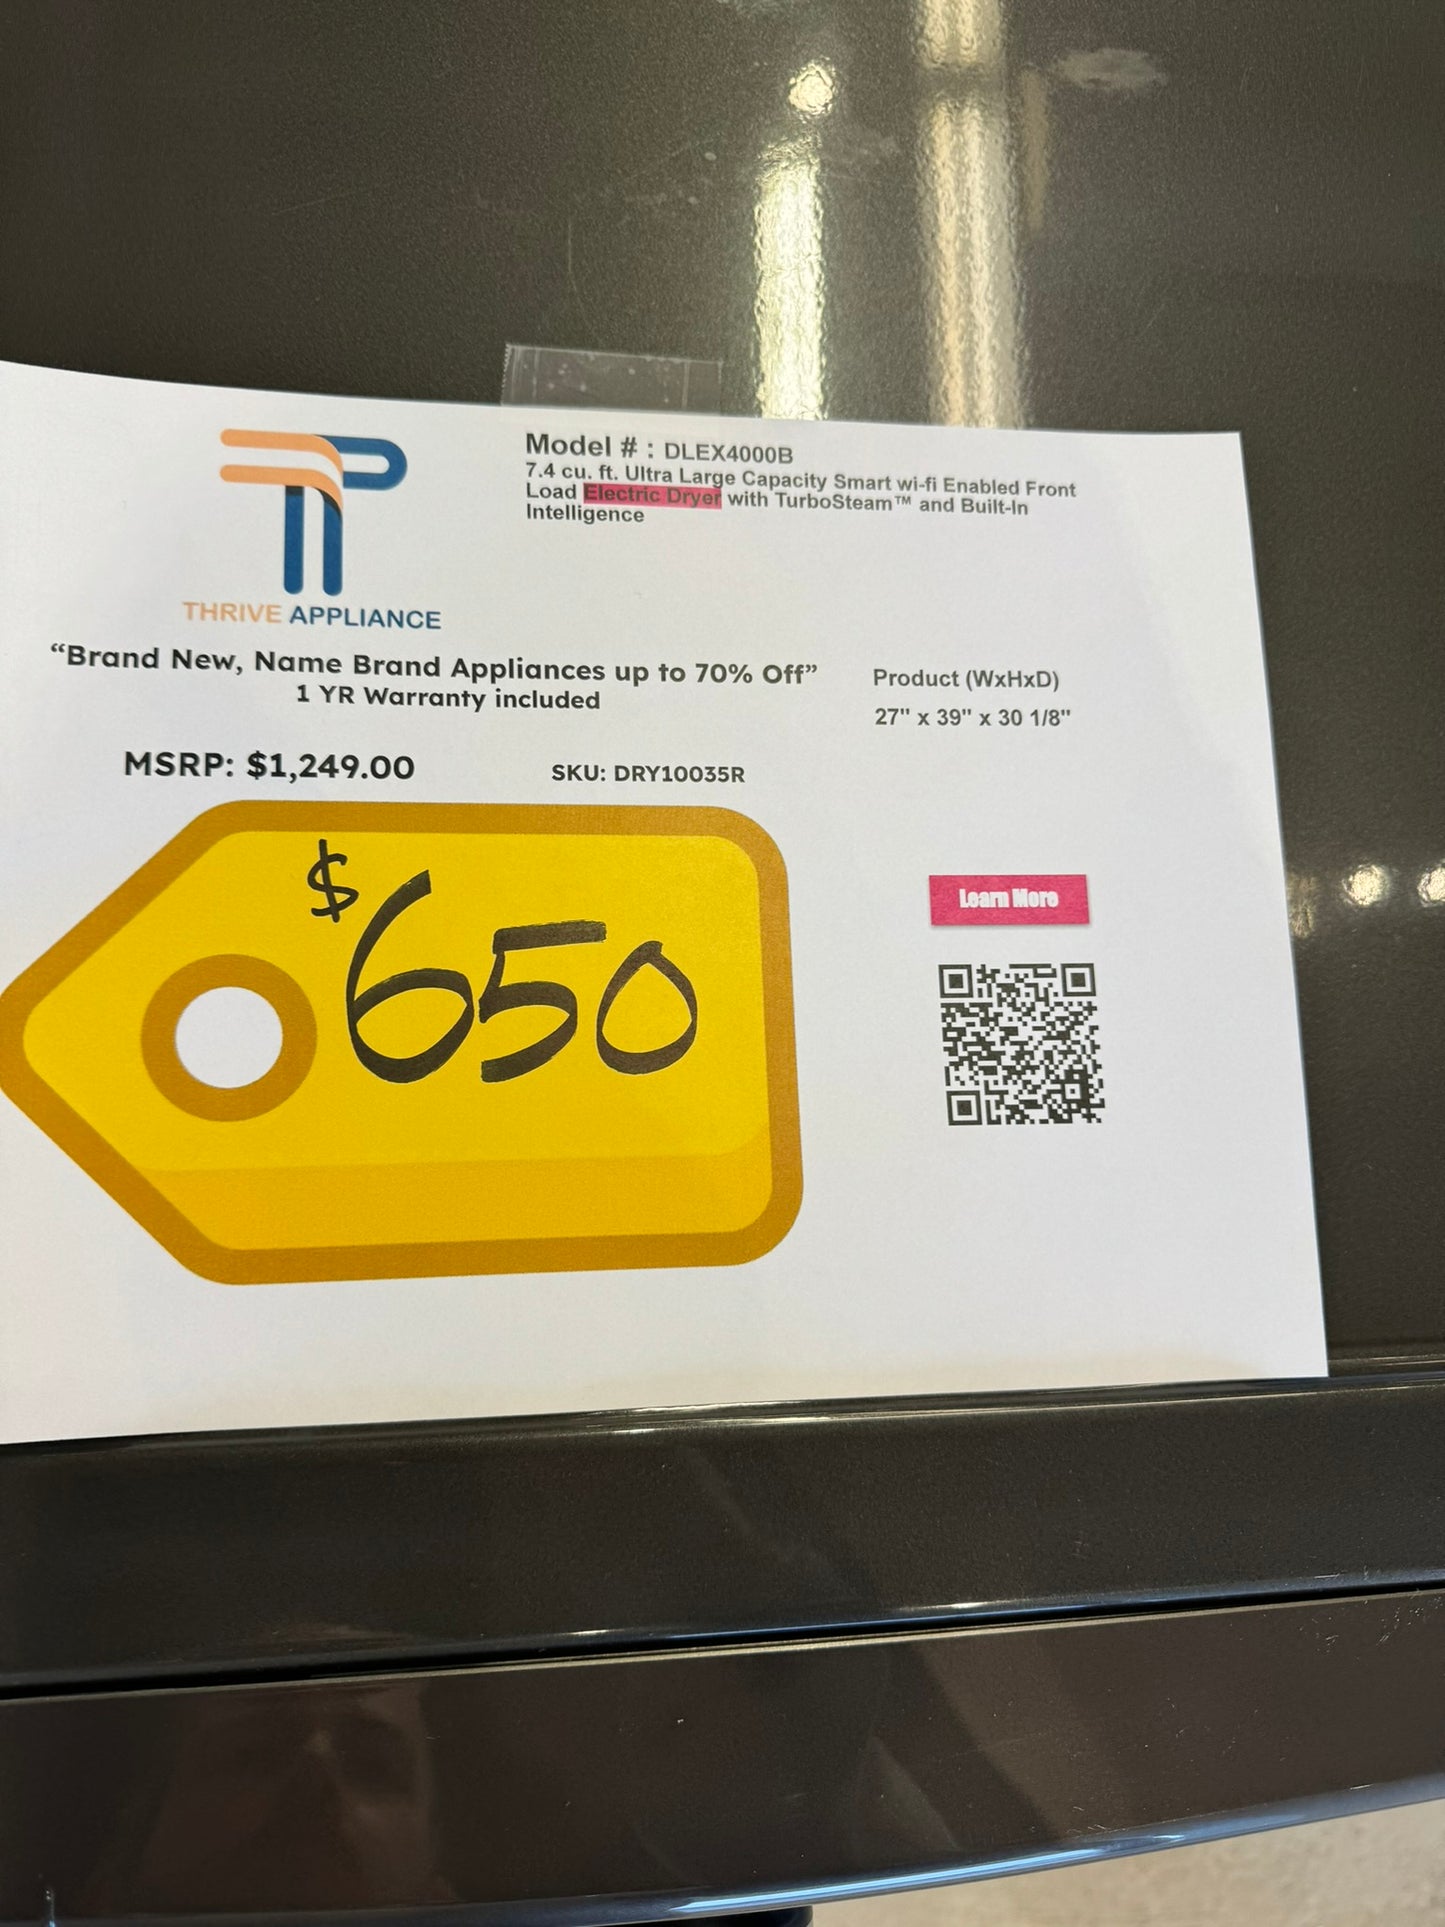 Model # : DLEX4000B
7.4 cu. ft. Ultra Large Capacity Smart wi-fi Enabled Front
Load Electric Dryer with TurboSteam™ and Built-In
Intelligence
THRIVE APPLIANCE
“Brand New, Name Brand Appliances up to 70% Off”
1 YR Warranty included
Product (WxHxD)
27" x 39" x 30 1/8"
MSRP: $1,249.00
SKU: DRY10035R
$650
Learn More